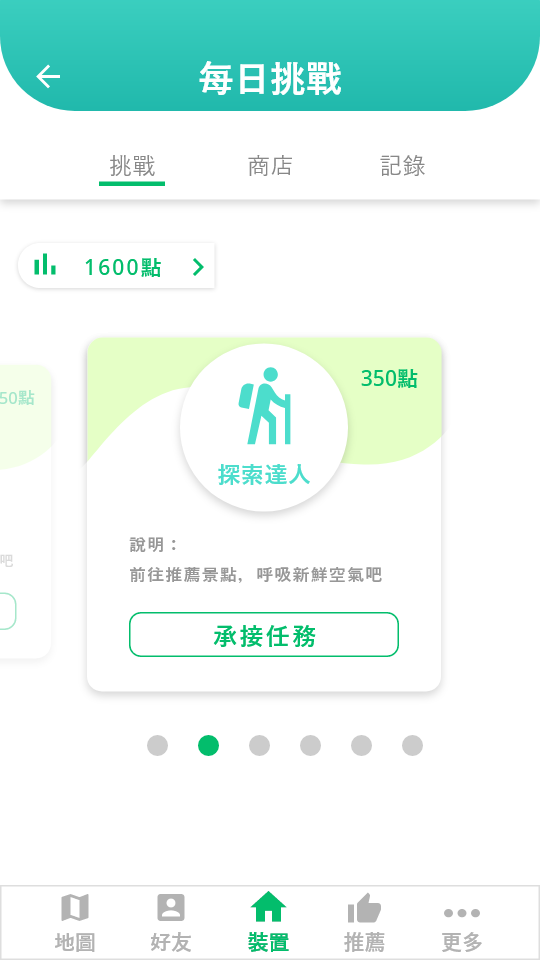 每日挑戰
挑戰 商店 記錄
1600點
50點
350點
探索達人
說明：
前往推薦景點，呼吸新鮮空氣吧
吧
承接任務
地圖 好友 裝置 推薦 更多